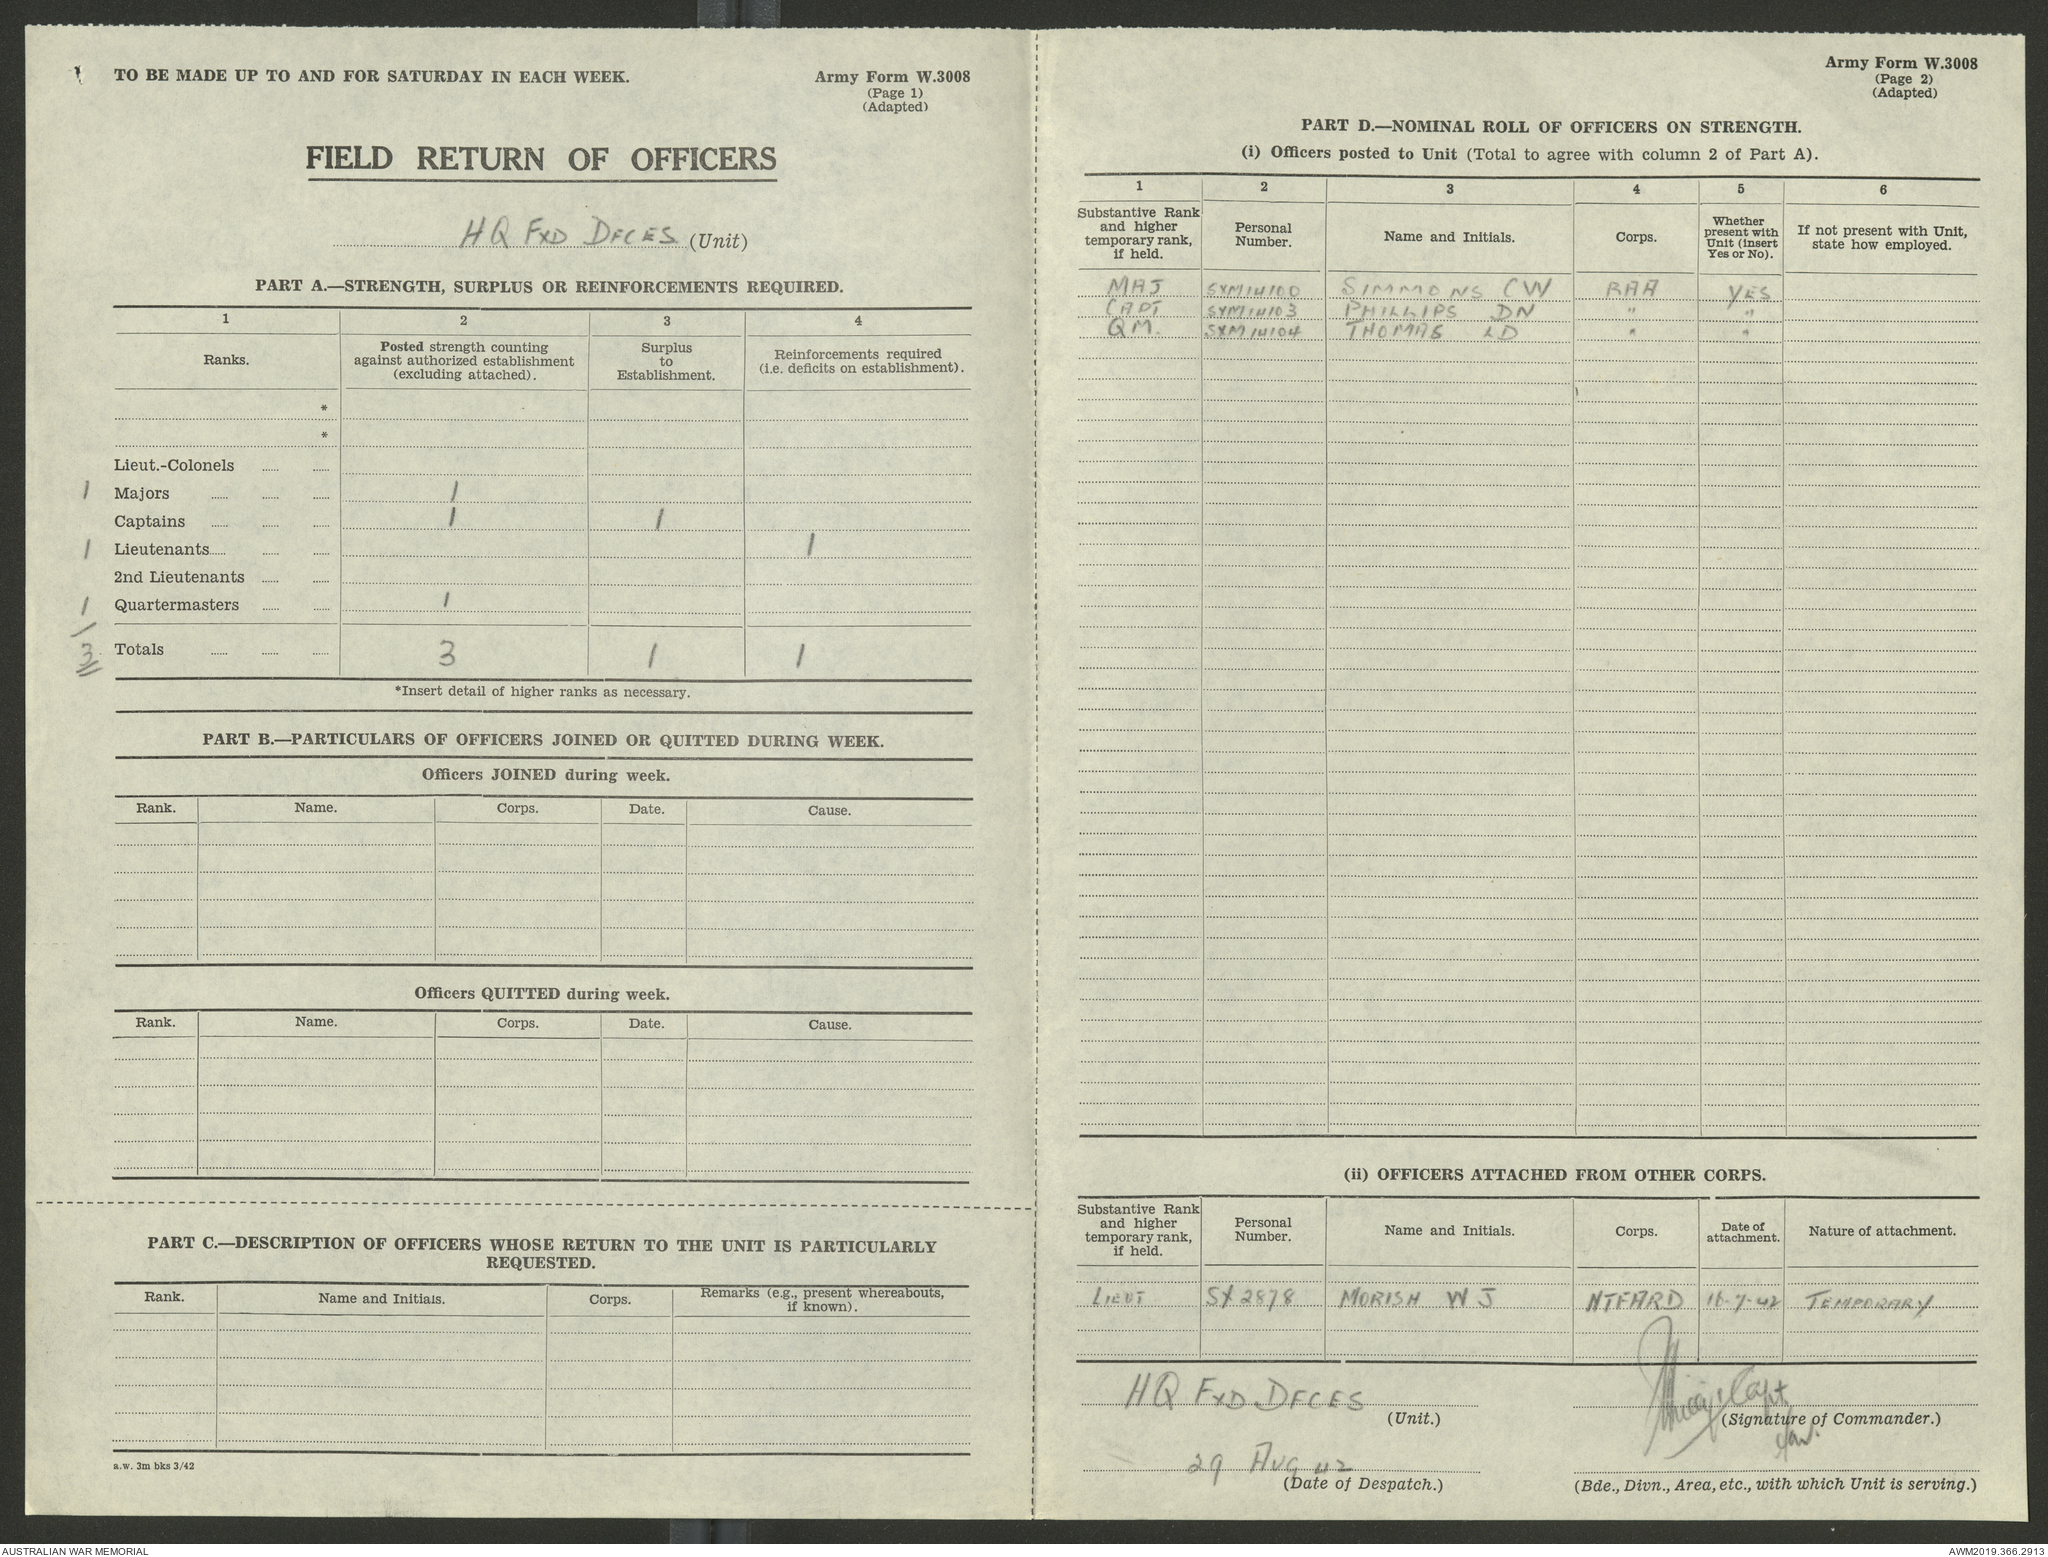 TO BE MADE UP TO AND FOR SATURDAY IN EACH WEEK.
Army Form W.3008
(Page 1)
(Adapted)
FIELD RETURN OF OFFICERS
HQ FXD DFCES (Unit)
PART A.—STRENGTH, SURPLUS OR REINFORCEMENTS REQUIRED.
1 2 3 4
Ranks.
Posted strength counting against authorized establishment (excluding attached).
Surplus to Establishment.
Reinforcements required (i.e. deficits on establishment).
*
*
Lieut.-Colonels
1 Majors 1
Captains 1 1
1 Lieutenants 1
2nd Lieutenants
1 Quartermasters 1
3 Totals 3 1 1
*Insert detail of higher ranks as necessary.
PART B.—PARTICULARS OF OFFICERS JOINED OR QUITTED DURING WEEK.
Officers JOINED during week.
Rank. Name. Corps. Date. Cause.
Officers QUITTED during week.
Rank. Name. Corps. Date. Cause.
PART C.—DESCRIPTION OF OFFICERS WHOSE RETURN TO THE UNIT IS PARTICULARLY
REQUESTED.
Rank. Name and Initials. Corps. Remarks (e.g., present whereabouts, if known).
a.w. 3m bks 3/42
Army Form W.3008
(Page 2)
(Adapted)
PART D.—NOMINAL ROLL OF OFFICERS ON STRENGTH.
(i) Officers posted to Unit (Total to agree with column 2 of Part A).
1 2 3 4 5 6
Substantive Rank and higher temporary rank, if held.
Personal Number.
Name and Initials.
Corps.
Whether present with Unit (insert Yes or No).
If not present with Unit, state how employed.
MAJ SXM14100 SIMMONS CW RAA YES
CAPT SXM14103 PHILLIPS DN " "
QM. SXM14104 THOMAS LD " "
(ii) OFFICERS ATTACHED FROM OTHER CORPS.
Substantive Rank and higher temporary rank, if held.
Personal Number.
Name and Initials.
Corps.
Date of attachment.
Nature of attachment.
LIEUT SX2878 MORISH WJ NTFARD 16-7-42 TEMPORARY
HQ FXD DFCES
(Unit.)
Capt
(Signature of Commander.)
29 AUG 42
(Date of Despatch.)
(Bde., Divn., Area, etc., with which Unit is serving.)
AUSTRALIAN WAR MEMORIAL
AWM2019.366.2913